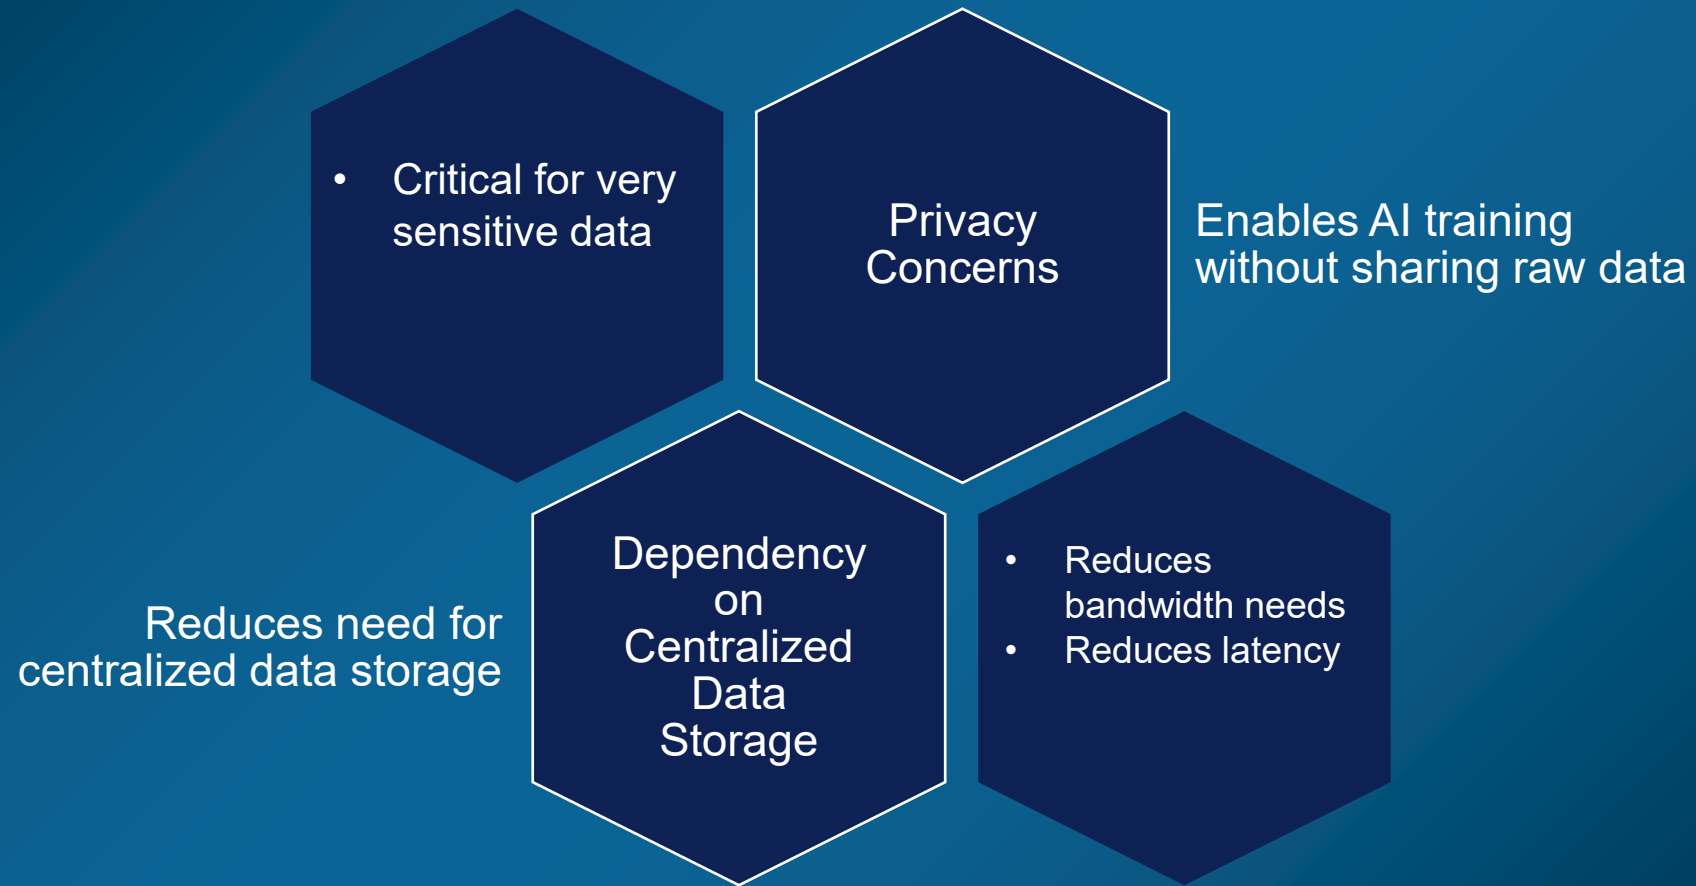 • Critical for very
sensitive data
Privacy
Concerns
Enables AI training
without sharing raw data
Reduces need for
centralized data storage
Dependency
on
Centralized
Data
Storage
• Reduces
bandwidth needs
• Reduces latency